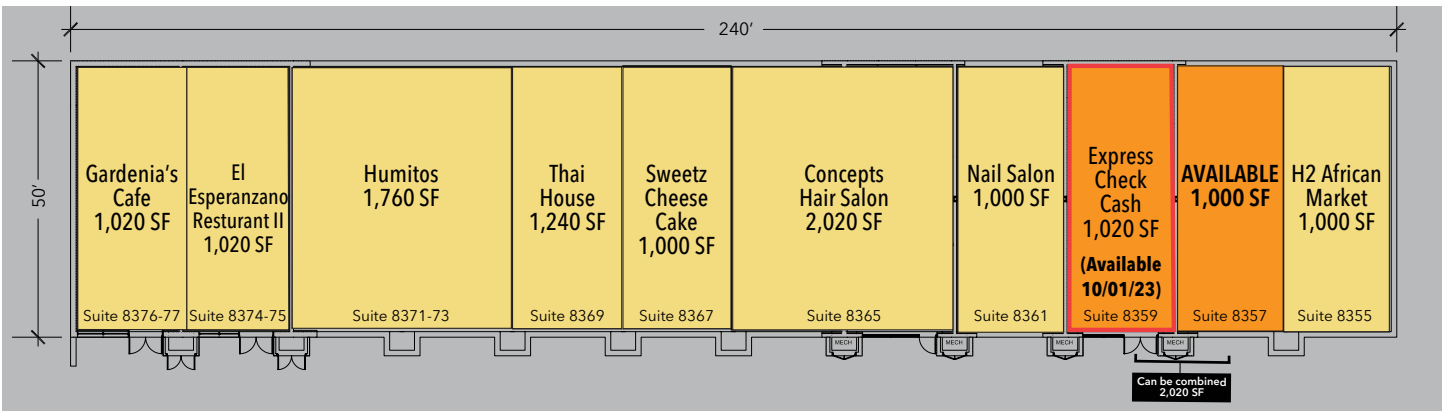 240'
50'
Gardenia's
Cafe
1,020 SF
Suite 8376-77
El
Esperanzano
Resturant II
1,020 SF
Suite 8374-75
Humitos
1,760 SF
Suite 8371-73
Thai
House
1,240 SF
Suite 8369
Sweetz
Cheese
Cake
1,000 SF
Suite 8367
Concepts
Hair Salon
2,020 SF
Suite 8365
Nail Salon
1,000 SF
Suite 8361
Express
Check
Cash
1,020 SF
(Available
10/01/23)
Suite 8359
AVAILABLE
1,000 SF
Suite 8357
H2 African
Market
1,000 SF
Suite 8355
MECH
MECH
MECH
MECH
Can be combined
2,020 SF